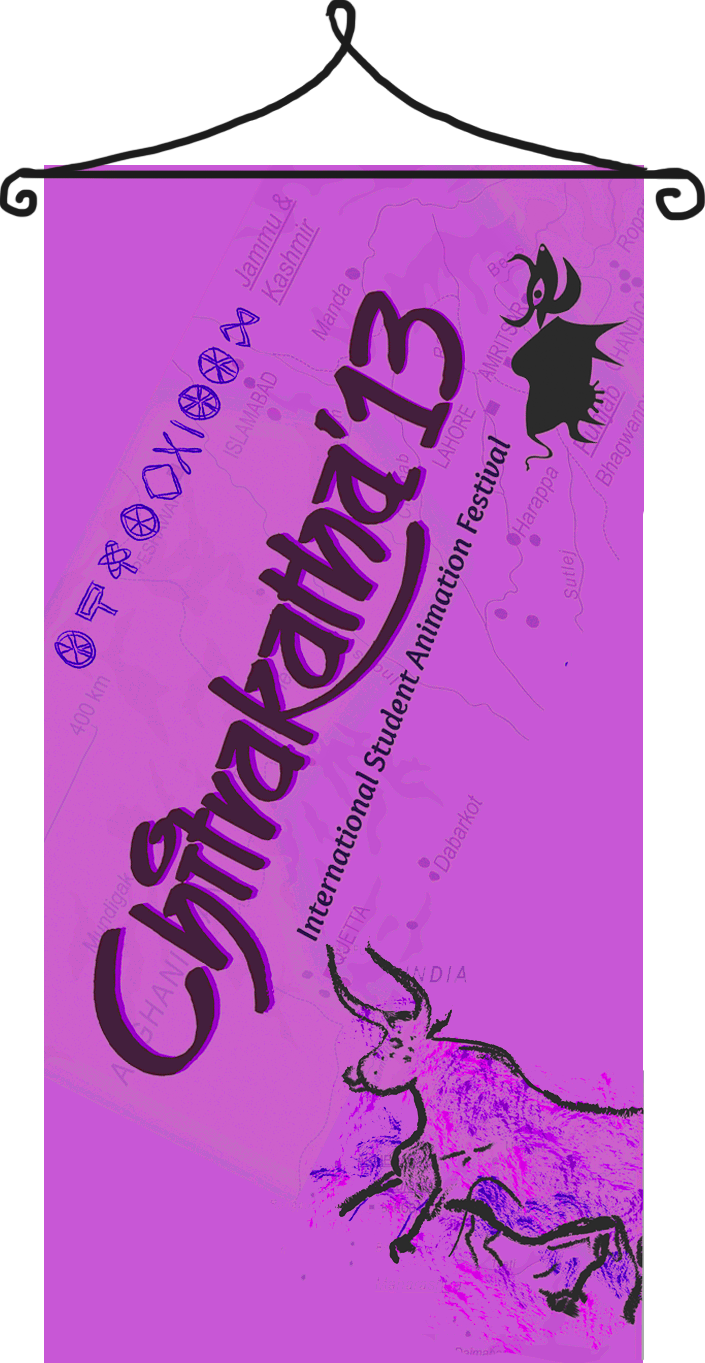 Chitrakatha'13
International Student Animation Festival
Jammu &
Kashmir
Manda
ISLAMABAD
AMRITSAR
LAHORE
Harappa
Punjab
Sutlej
400 km
Dabarkot
Mundigak
QUETTA
INDIA